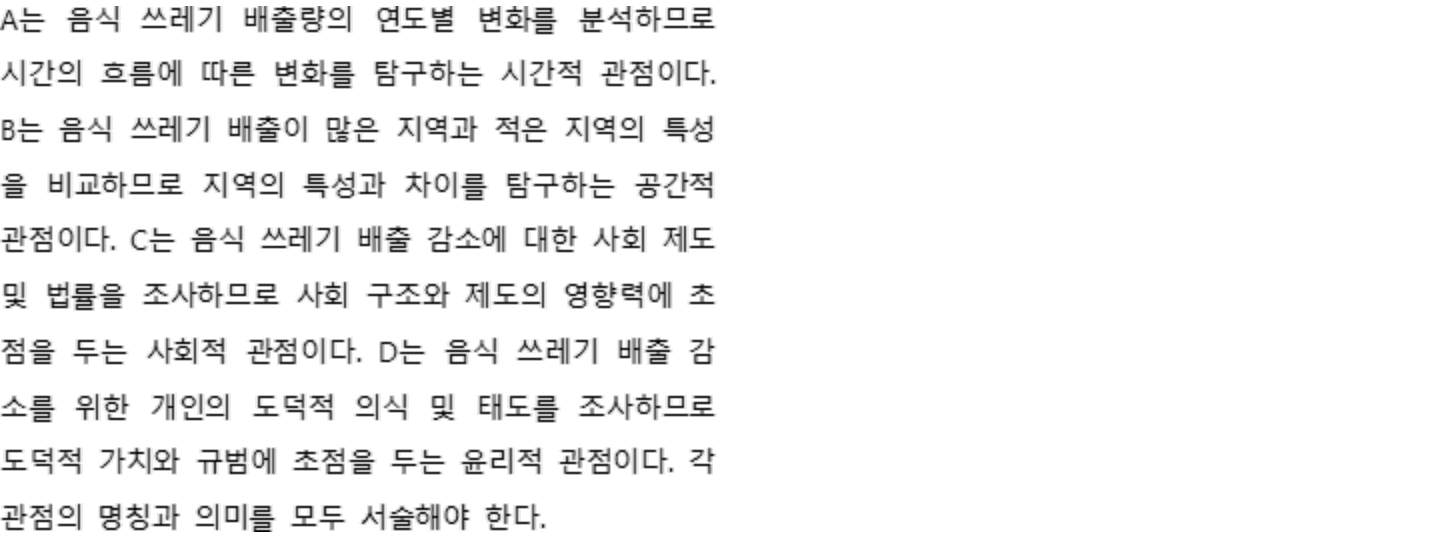 A는 음식 쓰레기 배출량의 연도별 변화를 분석하므로
시간의 흐름에 따른 변화를 탐구하는 시간적 관점이다.
B는 음식 쓰레기 배출이 많은 지역과 적은 지역의 특성
을 비교하므로 지역의 특성과 차이를 탐구하는 공간적
관점이다. C는 음식 쓰레기 배출 감소에 대한 사회 제도
및 법률을 조사하므로 사회 구조와 제도의 영향력에 초
점을 두는 사회적 관점이다. D는 음식 쓰레기 배출 감
소를 위한 개인의 도덕적 의식 및 태도를 조사하므로
도덕적 가치와 규범에 초점을 두는 윤리적 관점이다. 각
관점의 명칭과 의미를 모두 서술해야 한다.